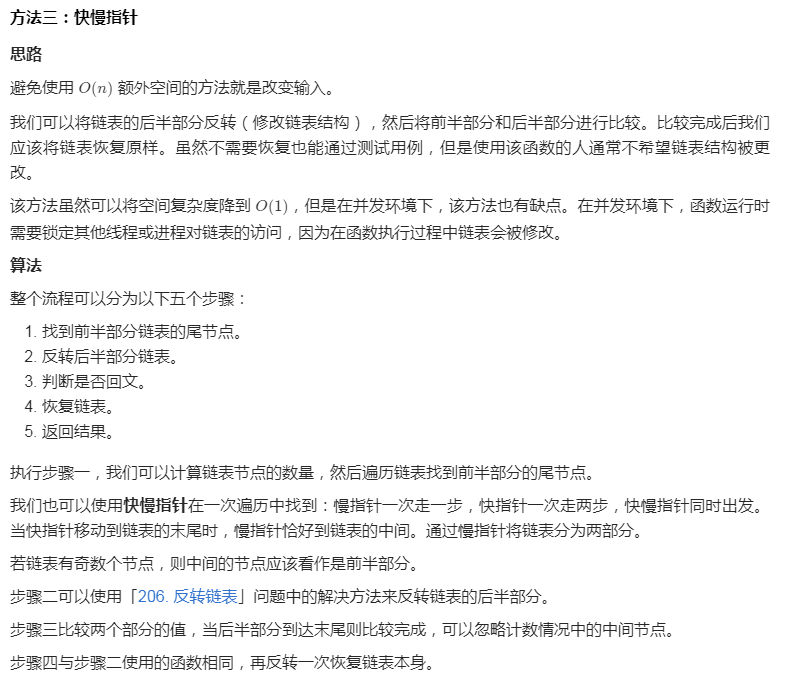 方法三：快慢指针
思路
避免使用 O(n) 额外空间的方法就是改变输入。
我们可以将链表的后半部分反转（修改链表结构），然后将前半部分和后半部分进行比较。比较完成后我们
应该将链表恢复原样。虽然不需要恢复也能通过测试用例，但是使用该函数的人通常不希望链表结构被更
改。
该方法虽然可以将空间复杂度降到 O(1)，但是在并发环境下，该方法也有缺点。在并发环境下，函数运行时
需要锁定其他线程或进程对链表的访问，因为在函数执行过程中链表会被修改。
算法
整个流程可以分为以下五个步骤：
1. 找到前半部分链表的尾节点。
2. 反转后半部分链表。
3. 判断是否回文。
4. 恢复链表。
5. 返回结果。
执行步骤一，我们可以计算链表节点的数量，然后遍历链表找到前半部分的尾节点。
我们也可以使用快慢指针在一次遍历中找到：慢指针一次走一步，快指针一次走两步，快慢指针同时出发。
当快指针移动到链表的末尾时，慢指针恰好到链表的中间。通过慢指针将链表分为两部分。
若链表有奇数个节点，则中间的节点应该看作是前半部分。
步骤二可以使用「206. 反转链表」问题中的解决方法来反转链表的后半部分。
步骤三比较两个部分的值，当后半部分到达末尾则比较完成，可以忽略计数情况中的中间节点。
步骤四与步骤二使用的函数相同，再反转一次恢复链表本身。